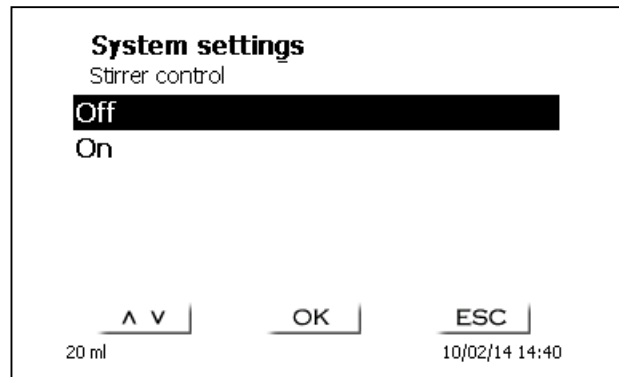 System settings
Stirrer control
Off
On
∧ ∨ OK ESC
20 ml 10/02/14 14:40